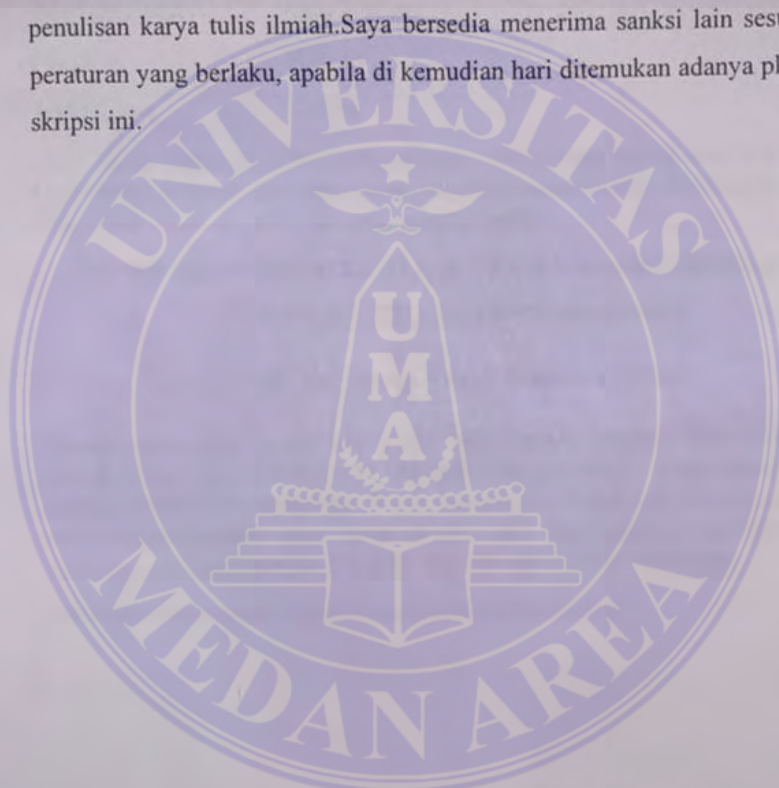 penulisan karya tulis ilmiah.Saya bersedia menerima sanksi lain
peraturan yang berlaku, apabila di kemudian hari ditemukan adanya
skripsi ini.
UNIVERSITAS
U
M
A
MEDAN AREA